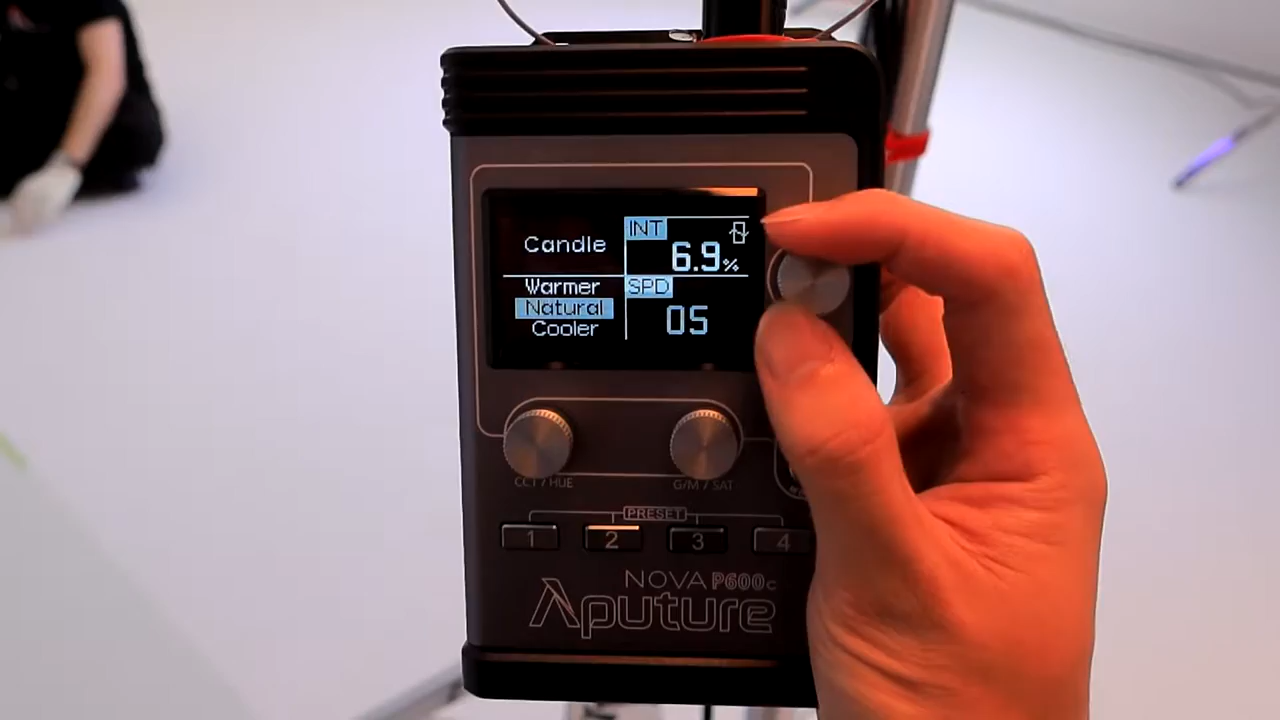 Candle
INT
6.9%
Warmer
Natural
Cooler
SPD
05
CCT / HUE
G/M / SAT
PRESET
1 2 3 4
NOVA P600c
Aputure